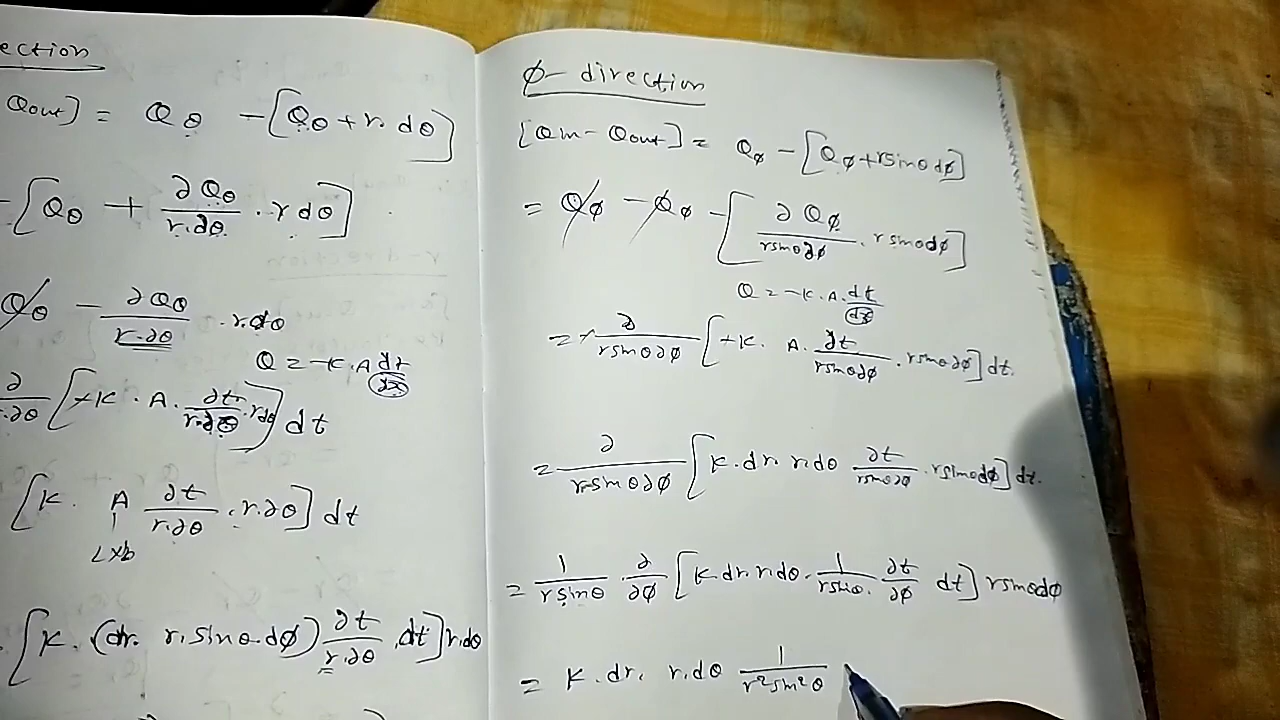 ection
Qout] = Qθ - [Qθ + r. dθ]
-[Qθ + ∂Qθ/r.∂θ . r dθ]
Qθ - ∂Qθ/r.∂θ . r.dθ
Q = -K.A dt/dx
∂/r.∂θ [+K . A . ∂t/r.∂θ . r.dθ] dt
[K. A ∂t/r.∂θ . r.∂θ] dt
L×b
. [K. (dr. r. sinθ. dφ) ∂t/r.∂θ . dt] r.dθ
φ- direction
[Qin - Qout] = Qφ - [Qφ + r sinθ dφ]
= Qφ - Qφ - [∂Qφ/r sinθ ∂φ . r sinθ dφ]
Q = -K. A. dt/dx
= + ∂/r sinθ ∂φ [+K. A. ∂t/r sinθ ∂φ . r sinθ ∂φ] dt.
= ∂/r sinθ ∂φ [K. dr. r. dθ ∂t/r sinθ ∂φ . r sinθ dφ] dt.
= 1/r sinθ . ∂/∂φ [K. dr. r. dθ . 1/r sinθ . ∂t/∂φ dt] r sinθ dφ
= K. dr. r. dθ 1/r² sin²θ